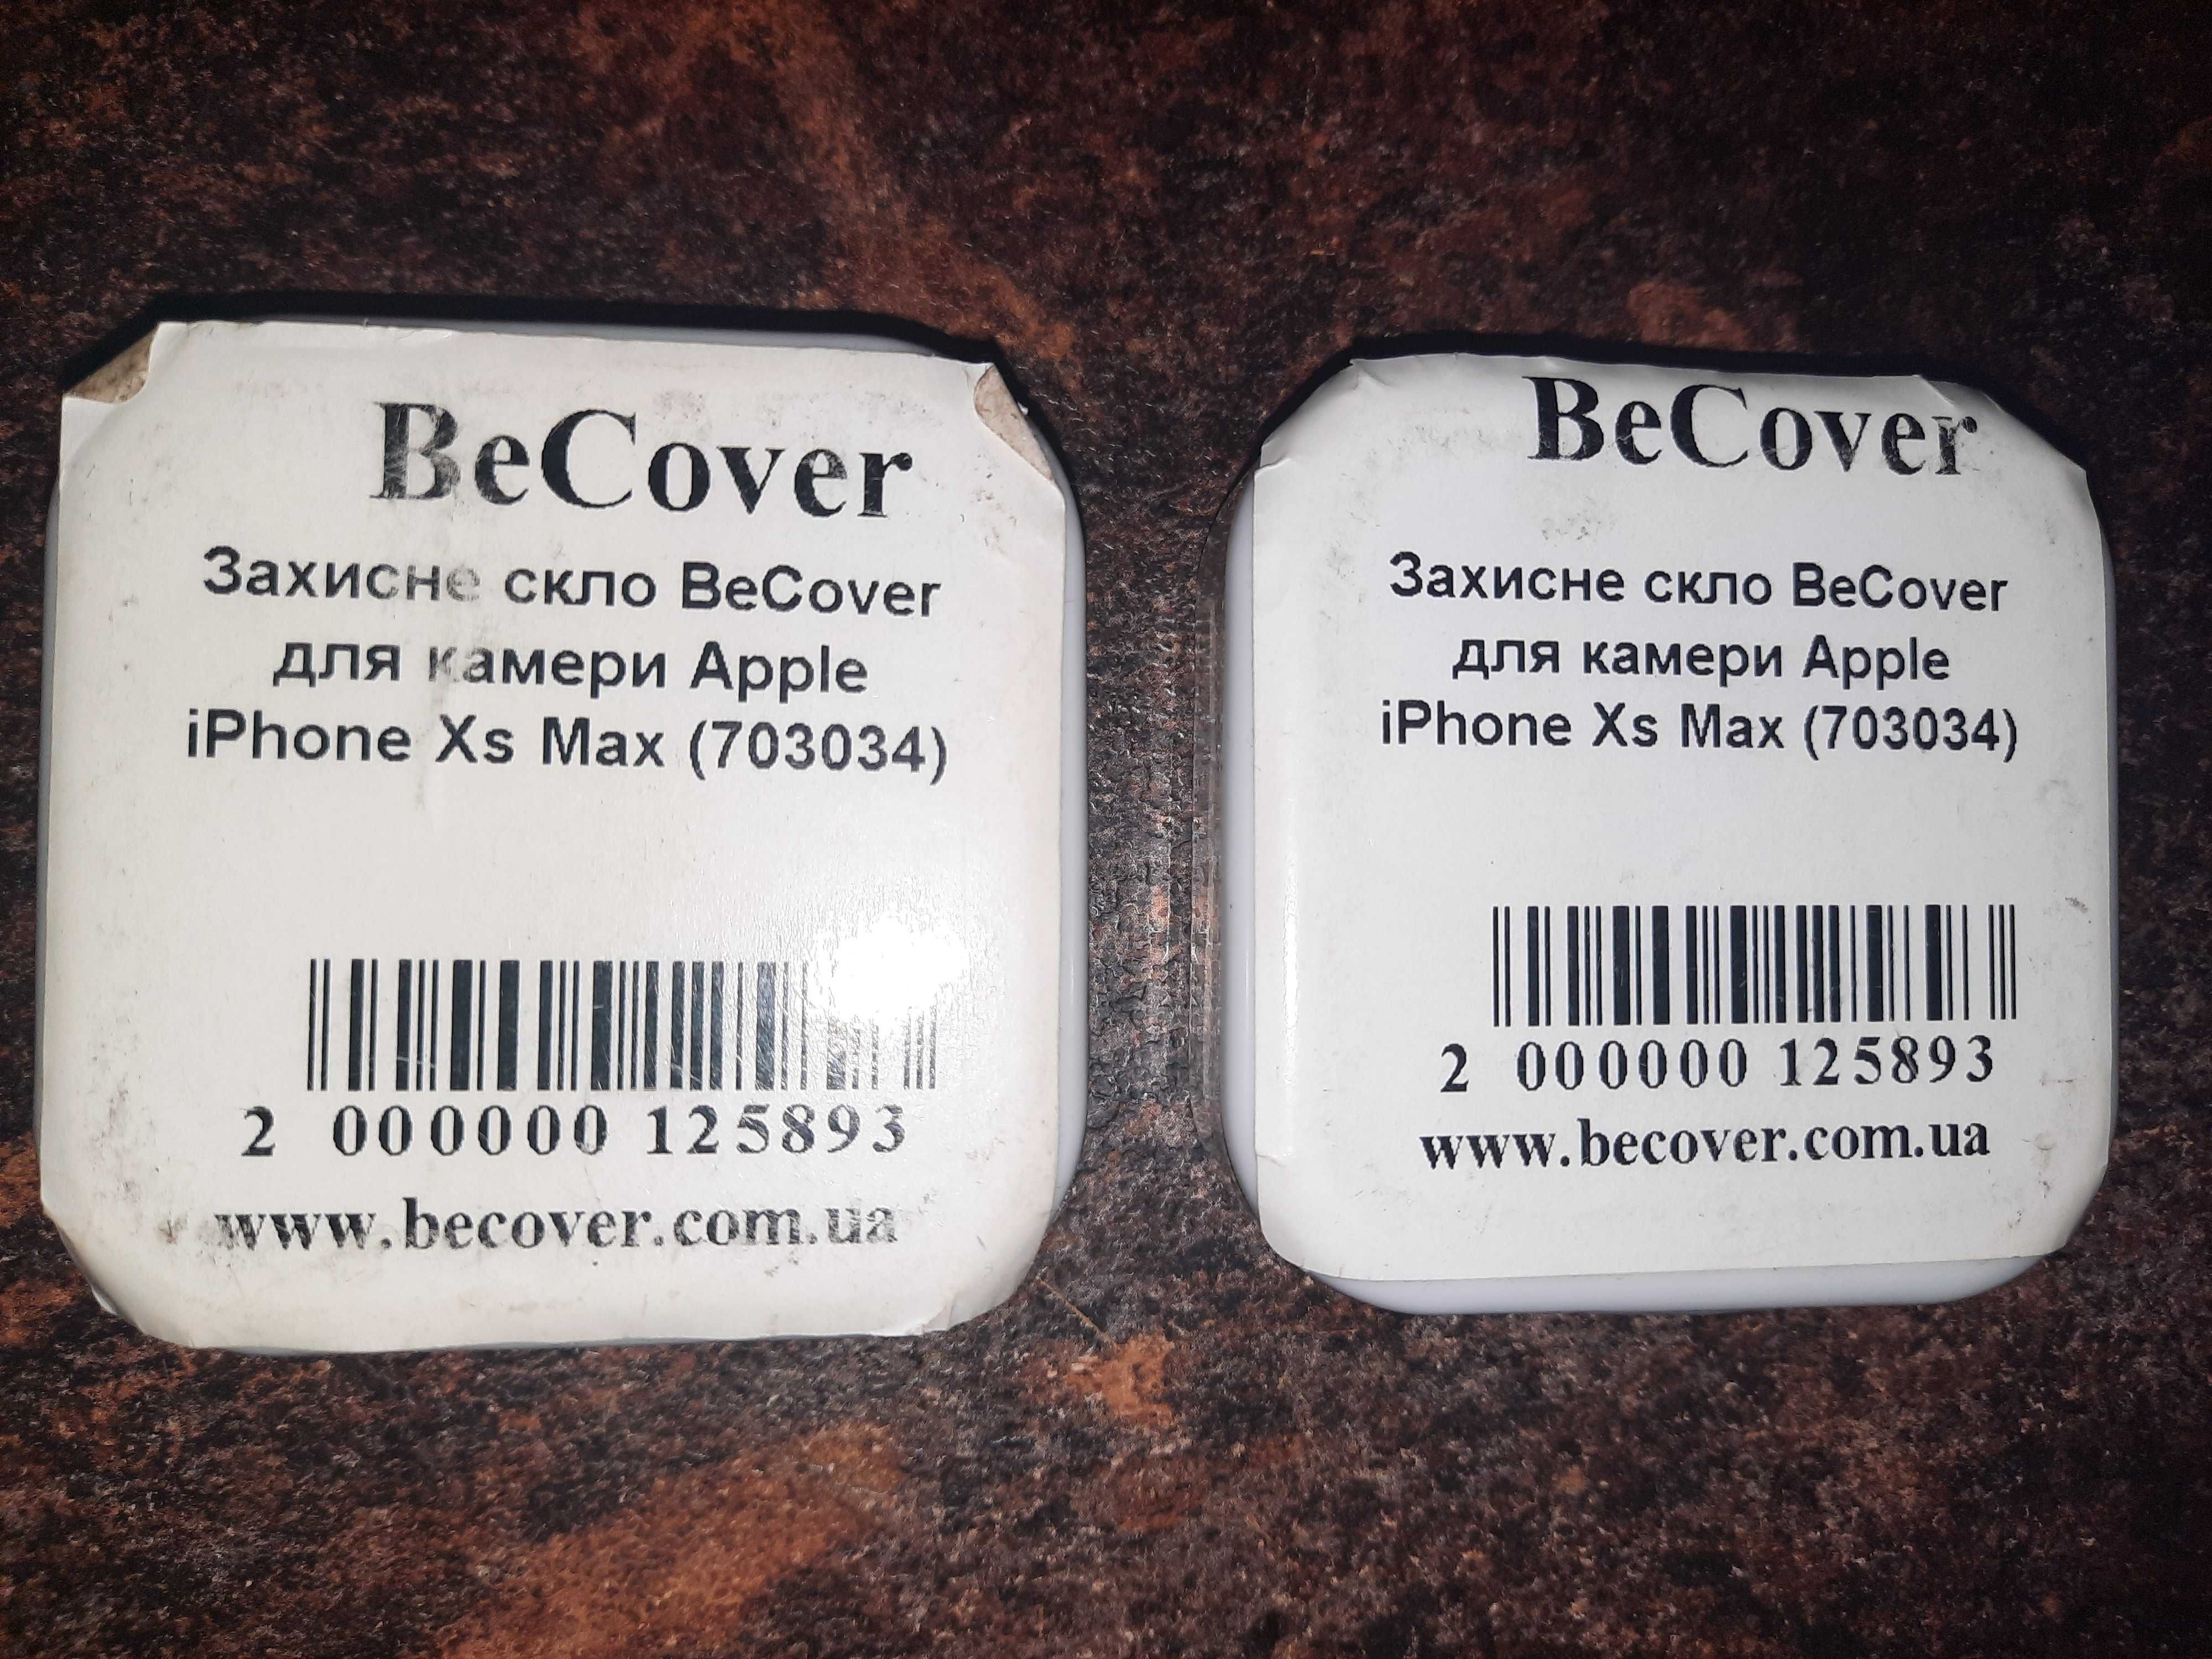 BeCover
Захисне скло BeCover
для камери Apple
iPhone Xs Max (703034)
2 000000 125893
www.becover.com.ua
BeCover
Захисне скло BeCover
для камери Apple
iPhone Xs Max (703034)
2 000000 125893
www.becover.com.ua